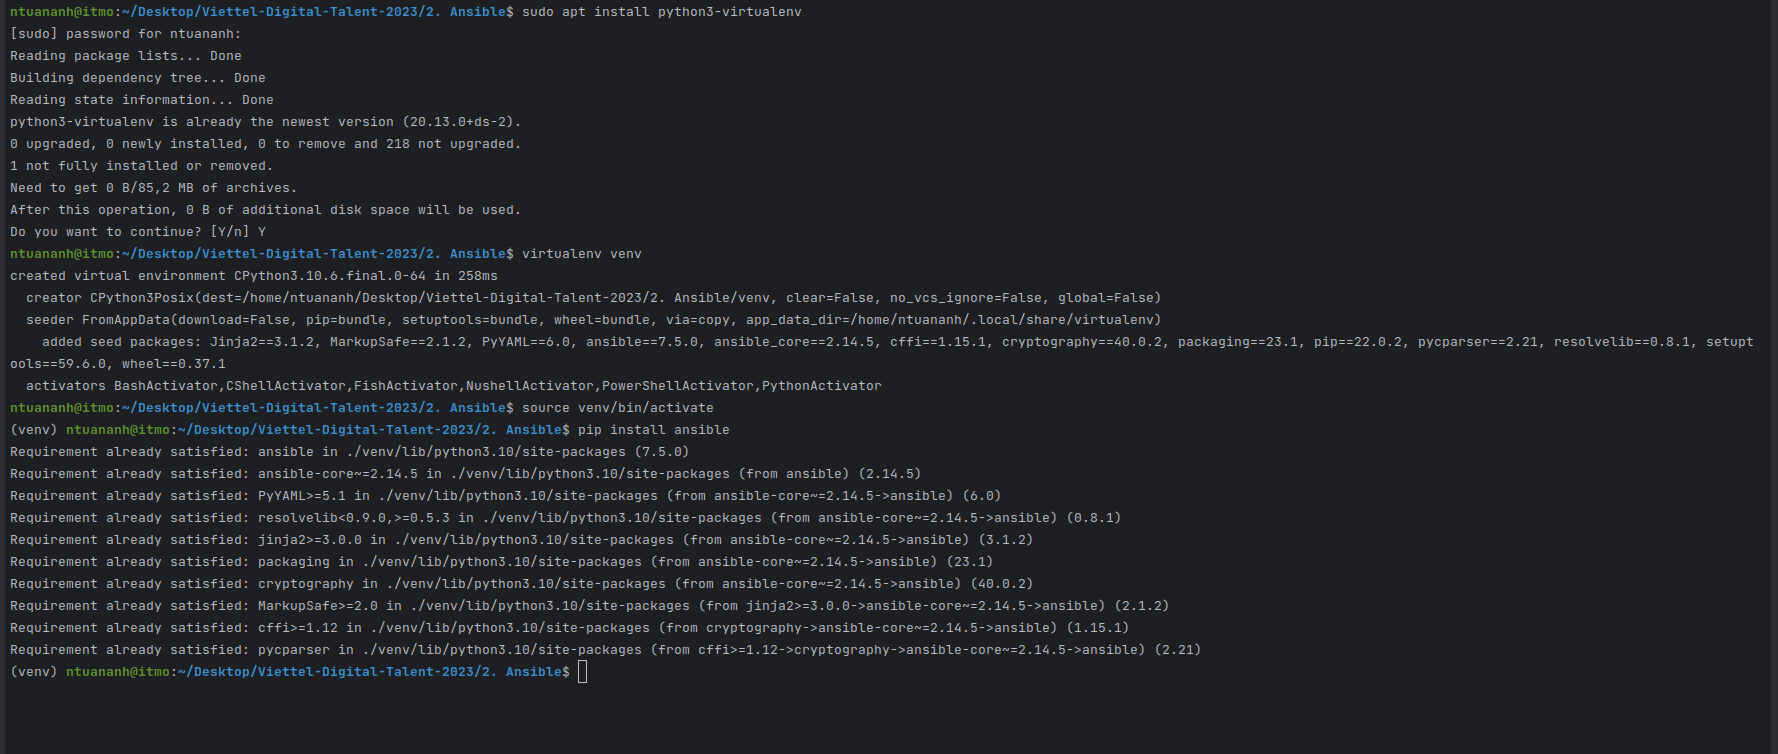 ntuananh@itmo:~/Desktop/Viettel-Digital-Talent-2023/2. Ansible$ sudo apt install python3-virtualenv
[sudo] password for ntuananh:
Reading package lists... Done
Building dependency tree... Done
Reading state information... Done
python3-virtualenv is already the newest version (20.13.0+ds-2).
0 upgraded, 0 newly installed, 0 to remove and 218 not upgraded.
1 not fully installed or removed.
Need to get 0 B/85,2 MB of archives.
After this operation, 0 B of additional disk space will be used.
Do you want to continue? [Y/n] Y
ntuananh@itmo:~/Desktop/Viettel-Digital-Talent-2023/2. Ansible$ virtualenv venv
created virtual environment CPython3.10.6.final.0-64 in 258ms
  creator CPython3Posix(dest=/home/ntuananh/Desktop/Viettel-Digital-Talent-2023/2. Ansible/venv, clear=False, no_vcs_ignore=False, global=False)
  seeder FromAppData(download=False, pip=bundle, setuptools=bundle, wheel=bundle, via=copy, app_data_dir=/home/ntuananh/.local/share/virtualenv)
    added seed packages: Jinja2==3.1.2, MarkupSafe==2.1.2, PyYAML==6.0, ansible==7.5.0, ansible_core==2.14.5, cffi==1.15.1, cryptography==40.0.2, packaging==23.1, pip==22.0.2, pycparser==2.21, resolvelib==0.8.1, setupt
ools==59.6.0, wheel==0.37.1
  activators BashActivator,CShellActivator,FishActivator,NushellActivator,PowerShellActivator,PythonActivator
ntuananh@itmo:~/Desktop/Viettel-Digital-Talent-2023/2. Ansible$ source venv/bin/activate
(venv) ntuananh@itmo:~/Desktop/Viettel-Digital-Talent-2023/2. Ansible$ pip install ansible
Requirement already satisfied: ansible in ./venv/lib/python3.10/site-packages (7.5.0)
Requirement already satisfied: ansible-core~=2.14.5 in ./venv/lib/python3.10/site-packages (from ansible) (2.14.5)
Requirement already satisfied: PyYAML>=5.1 in ./venv/lib/python3.10/site-packages (from ansible-core~=2.14.5->ansible) (6.0)
Requirement already satisfied: resolvelib<0.9.0,>=0.5.3 in ./venv/lib/python3.10/site-packages (from ansible-core~=2.14.5->ansible) (0.8.1)
Requirement already satisfied: jinja2>=3.0.0 in ./venv/lib/python3.10/site-packages (from ansible-core~=2.14.5->ansible) (3.1.2)
Requirement already satisfied: packaging in ./venv/lib/python3.10/site-packages (from ansible-core~=2.14.5->ansible) (23.1)
Requirement already satisfied: cryptography in ./venv/lib/python3.10/site-packages (from ansible-core~=2.14.5->ansible) (40.0.2)
Requirement already satisfied: MarkupSafe>=2.0 in ./venv/lib/python3.10/site-packages (from jinja2>=3.0.0->ansible-core~=2.14.5->ansible) (2.1.2)
Requirement already satisfied: cffi>=1.12 in ./venv/lib/python3.10/site-packages (from cryptography->ansible-core~=2.14.5->ansible) (1.15.1)
Requirement already satisfied: pycparser in ./venv/lib/python3.10/site-packages (from cffi>=1.12->cryptography->ansible-core~=2.14.5->ansible) (2.21)
(venv) ntuananh@itmo:~/Desktop/Viettel-Digital-Talent-2023/2. Ansible$